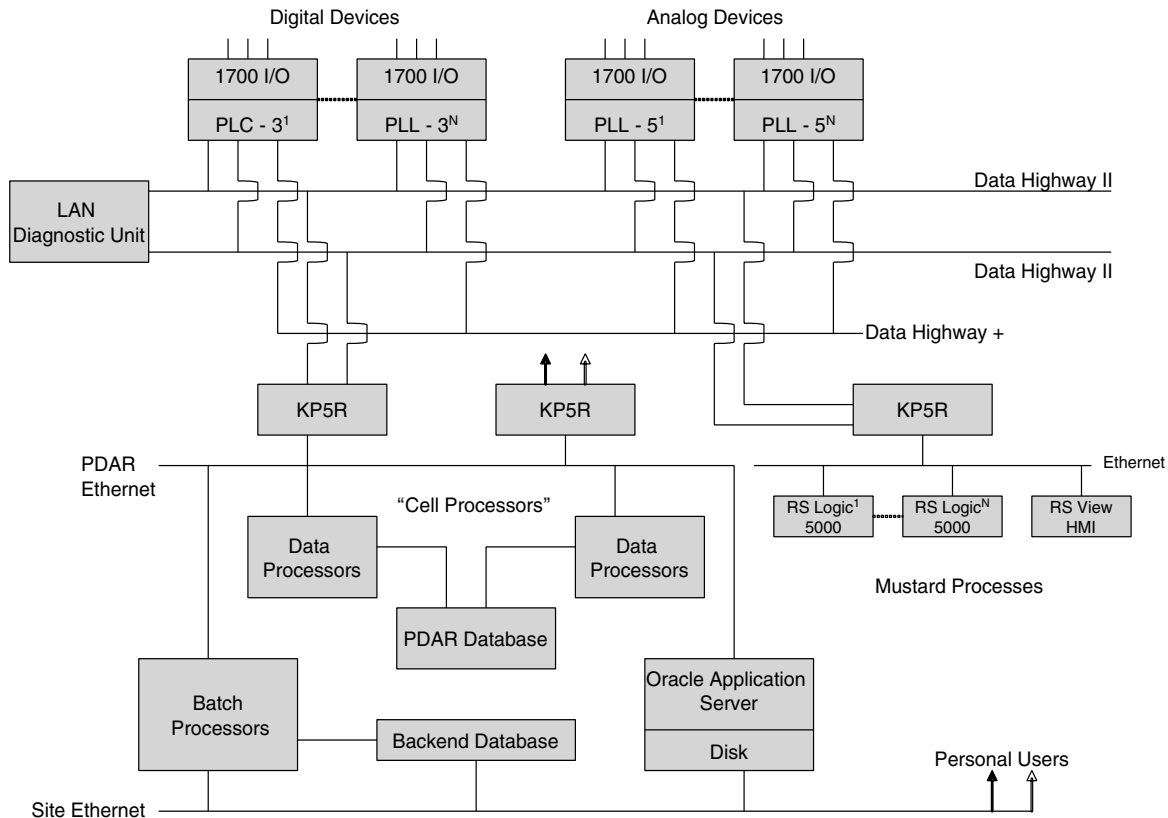 Digital Devices
Analog Devices
1700 I/O
1700 I/O
1700 I/O
1700 I/O
PLC - 3¹
PLL - 3ᴺ
PLL - 5¹
PLL - 5ᴺ
LAN
Diagnostic Unit
Data Highway II
Data Highway II
Data Highway +
KP5R
KP5R
KP5R
PDAR
Ethernet
Ethernet
"Cell Processors"
RS Logic¹
5000
RS Logicᴺ
5000
RS View
HMI
Data
Processors
Data
Processors
Mustard Processes
PDAR Database
Batch
Processors
Oracle Application
Server
Backend Database
Disk
Personal Users
Site Ethernet